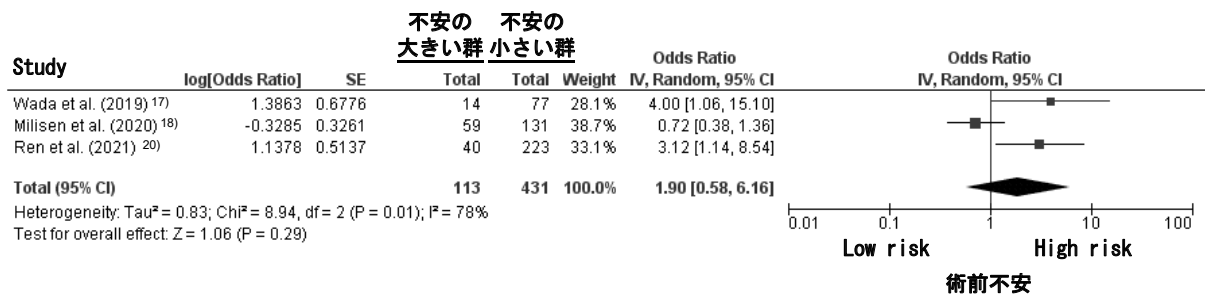 不安の 不安の
大きい群 小さい群 Odds Ratio Odds Ratio
Study log[Odds Ratio] SE Total Total Weight IV, Random, 95% CI IV, Random, 95% CI
Wada et al. (2019) 17) 1.3863 0.6776 14 77 28.1% 4.00 [1.06, 15.10]
Milisen et al. (2020) 18) -0.3285 0.3261 59 131 38.7% 0.72 [0.38, 1.36]
Ren et al. (2021) 20) 1.1378 0.5137 40 223 33.1% 3.12 [1.14, 8.54]
Total (95% CI) 113 431 100.0% 1.90 [0.58, 6.16]
Heterogeneity: Tau² = 0.83; Chi² = 8.94, df = 2 (P = 0.01); I² = 78%
Test for overall effect: Z = 1.06 (P = 0.29)
0.01 0.1 1 10 100
Low risk High risk
術前不安